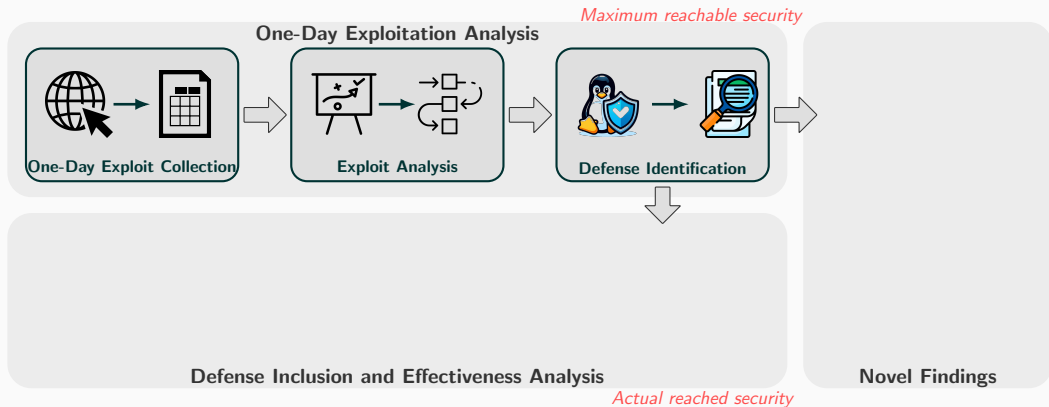 Maximum reachable security
One-Day Exploitation Analysis
One-Day Exploit Collection
Exploit Analysis
Defense Identification
Defense Inclusion and Effectiveness Analysis
Novel Findings
Actual reached security